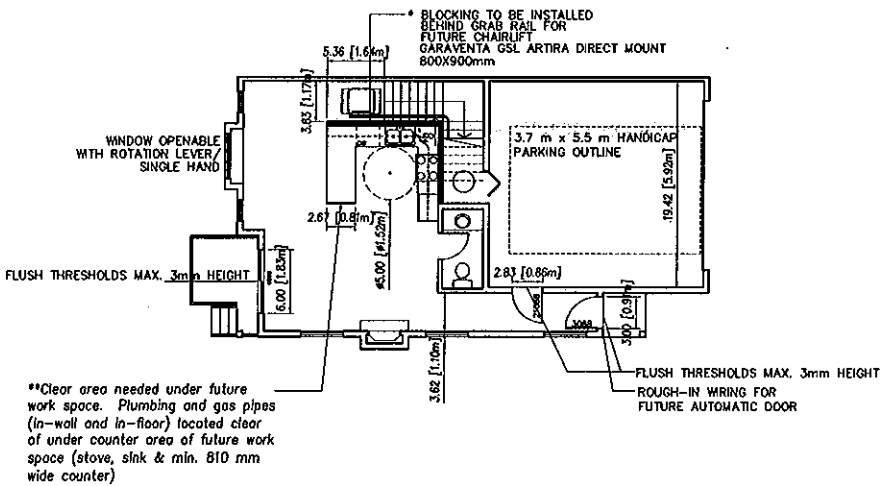 * BLOCKING TO BE INSTALLED
BEHIND GRAB RAIL FOR
FUTURE CHAIRLIFT
GARAVENTA GSL ARTIRA DIRECT MOUNT
800X900mm
5.36 [1.64m]
3.83 [1.17m]
WINDOW OPENABLE
WITH ROTATION LEVER/
SINGLE HAND
3.7 m x 5.5 m HANDICAP
PARKING OUTLINE
19.42 [5.92m]
2.67 [0.81m]
ø5.00 [ø1.52m]
FLUSH THRESHOLDS MAX. 3mm HEIGHT
6.00 [1.83m]
2.83 [0.86m]
3068
3.00 [0.91m]
3.62 [1.10m]
FLUSH THRESHOLDS MAX. 3mm HEIGHT
ROUGH-IN WIRING FOR
FUTURE AUTOMATIC DOOR
**Clear area needed under future
work space. Plumbing and gas pipes
(in-wall and in-floor) located clear
of under counter area of future work
space (stove, sink & min. 810 mm
wide counter)